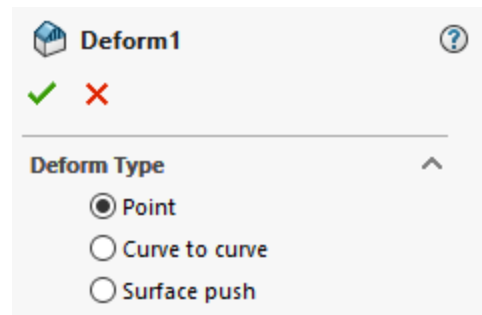 Deform1
Deform Type
Point
Curve to curve
Surface push